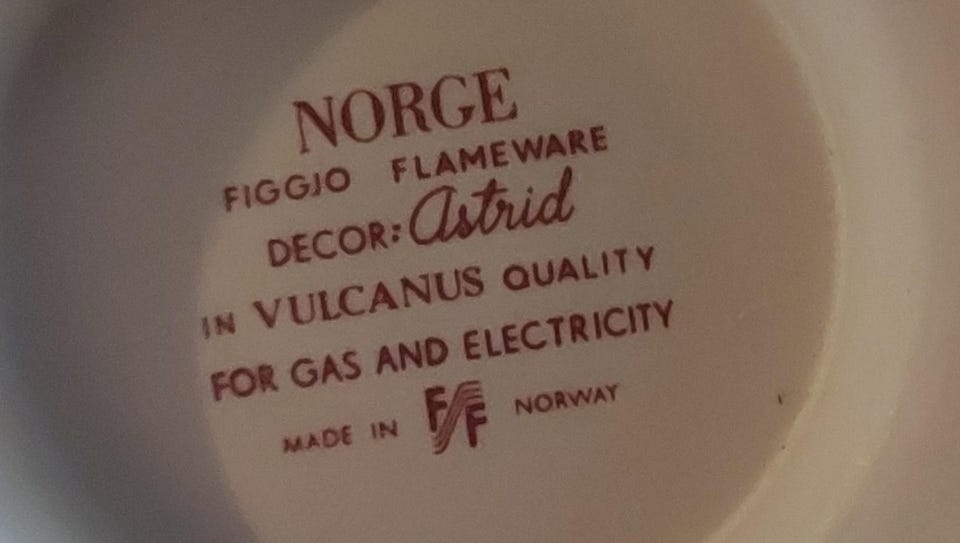 NORGE
FIGGJO FLAMEWARE
DECOR: Astrid
IN VULCANUS QUALITY
FOR GAS AND ELECTRICITY
MADE IN FF NORWAY